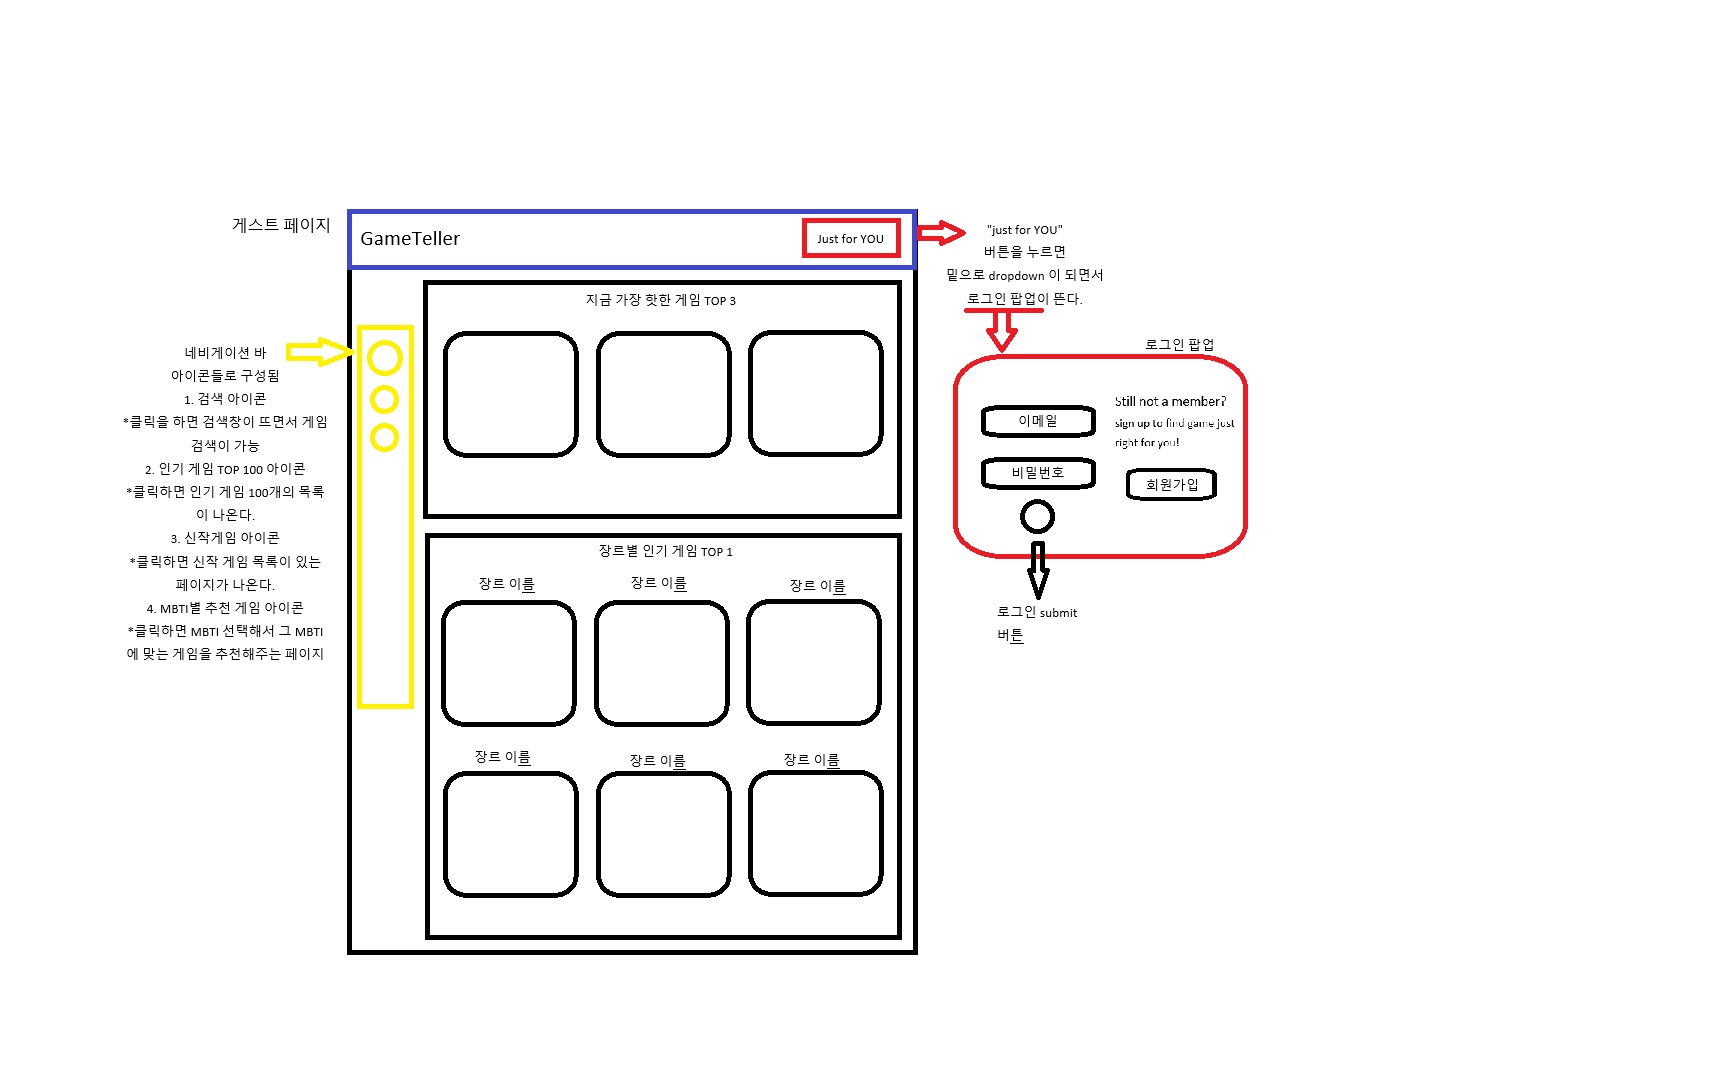 게스트 페이지
GameTeller
Just for YOU
"just for YOU"
버튼을 누르면
밑으로 dropdown 이 되면서
로그인 팝업이 뜬다.
지금 가장 핫한 게임 TOP 3
네비게이션 바
아이콘들로 구성됨
1. 검색 아이콘
*클릭을 하면 검색창이 뜨면서 게임
검색이 가능
2. 인기 게임 TOP 100 아이콘
*클릭하면 인기 게임 100개의 목록
이 나온다.
3. 신작게임 아이콘
*클릭하면 신작 게임 목록이 있는
페이지가 나온다.
4. MBTI별 추천 게임 아이콘
*클릭하면 MBTI 선택해서 그 MBTI
에 맞는 게임을 추천해주는 페이지
장르별 인기 게임 TOP 1
장르 이름
장르 이름
장르 이름
장르 이름
장르 이름
장르 이름
로그인 팝업
이메일
비밀번호
Still not a member?
sign up to find game just
right for you!
회원가입
로그인 submit
버튼